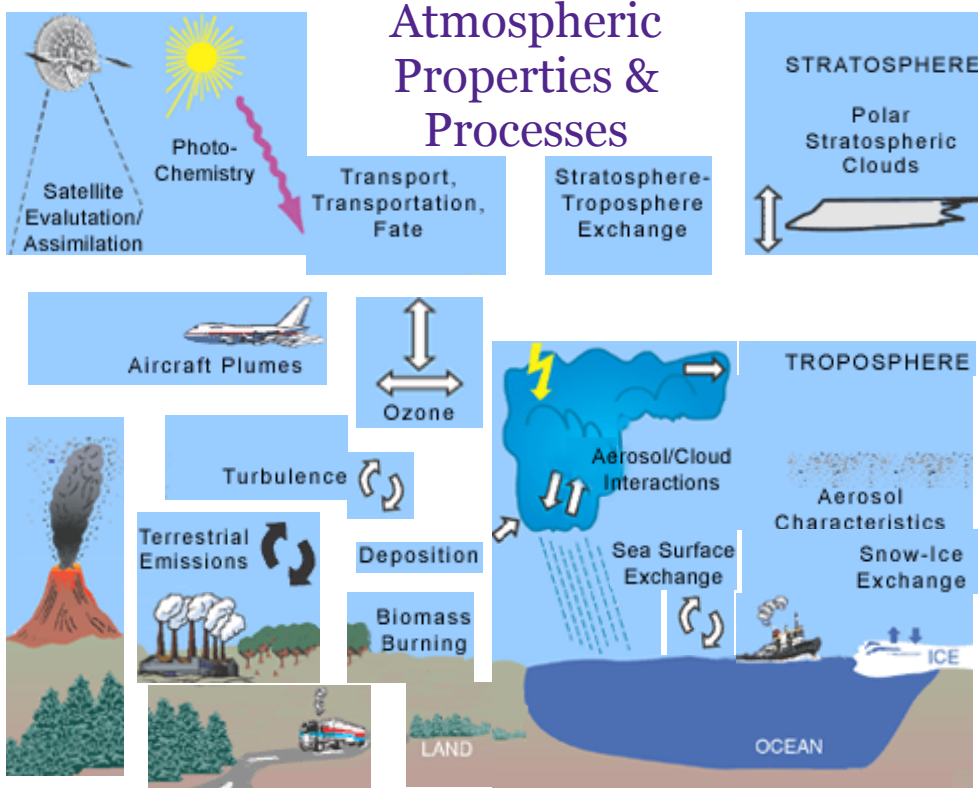 Atmospheric
Properties &
Processes
STRATOSPHERE
Polar
Stratospheric
Clouds
Photo-
Chemistry
Satellite
Evalutation/
Assimilation
Transport,
Transportation,
Fate
Stratosphere-
Troposphere
Exchange
Aircraft Plumes
Ozone
TROPOSPHERE
Turbulence
Aerosol/Cloud
Interactions
Aerosol
Characteristics
Terrestrial
Emissions
Deposition
Sea Surface
Exchange
Snow-Ice
Exchange
Biomass
Burning
ICE
LAND
OCEAN